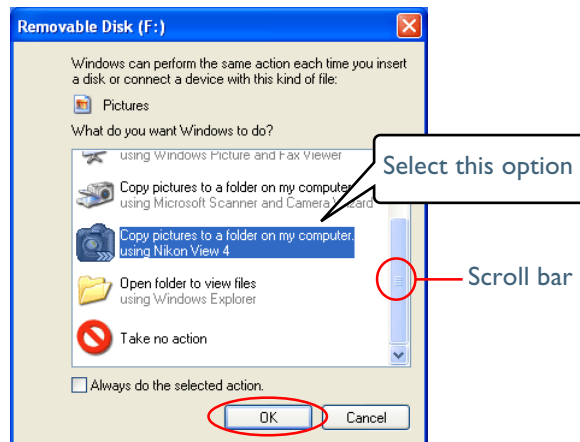 Removable Disk (F:)
Windows can perform the same action each time you insert
a disk or connect a device with this kind of file:
Pictures
What do you want Windows to do?
using Windows Picture and Fax Viewer
Select this option
Copy pictures to a folder on my computer
using Microsoft Scanner and Camera Wizard
Copy pictures to a folder on my computer.
using Nikon View 4
Scroll bar
Open folder to view files
using Windows Explorer
Take no action
Always do the selected action.
OK
Cancel